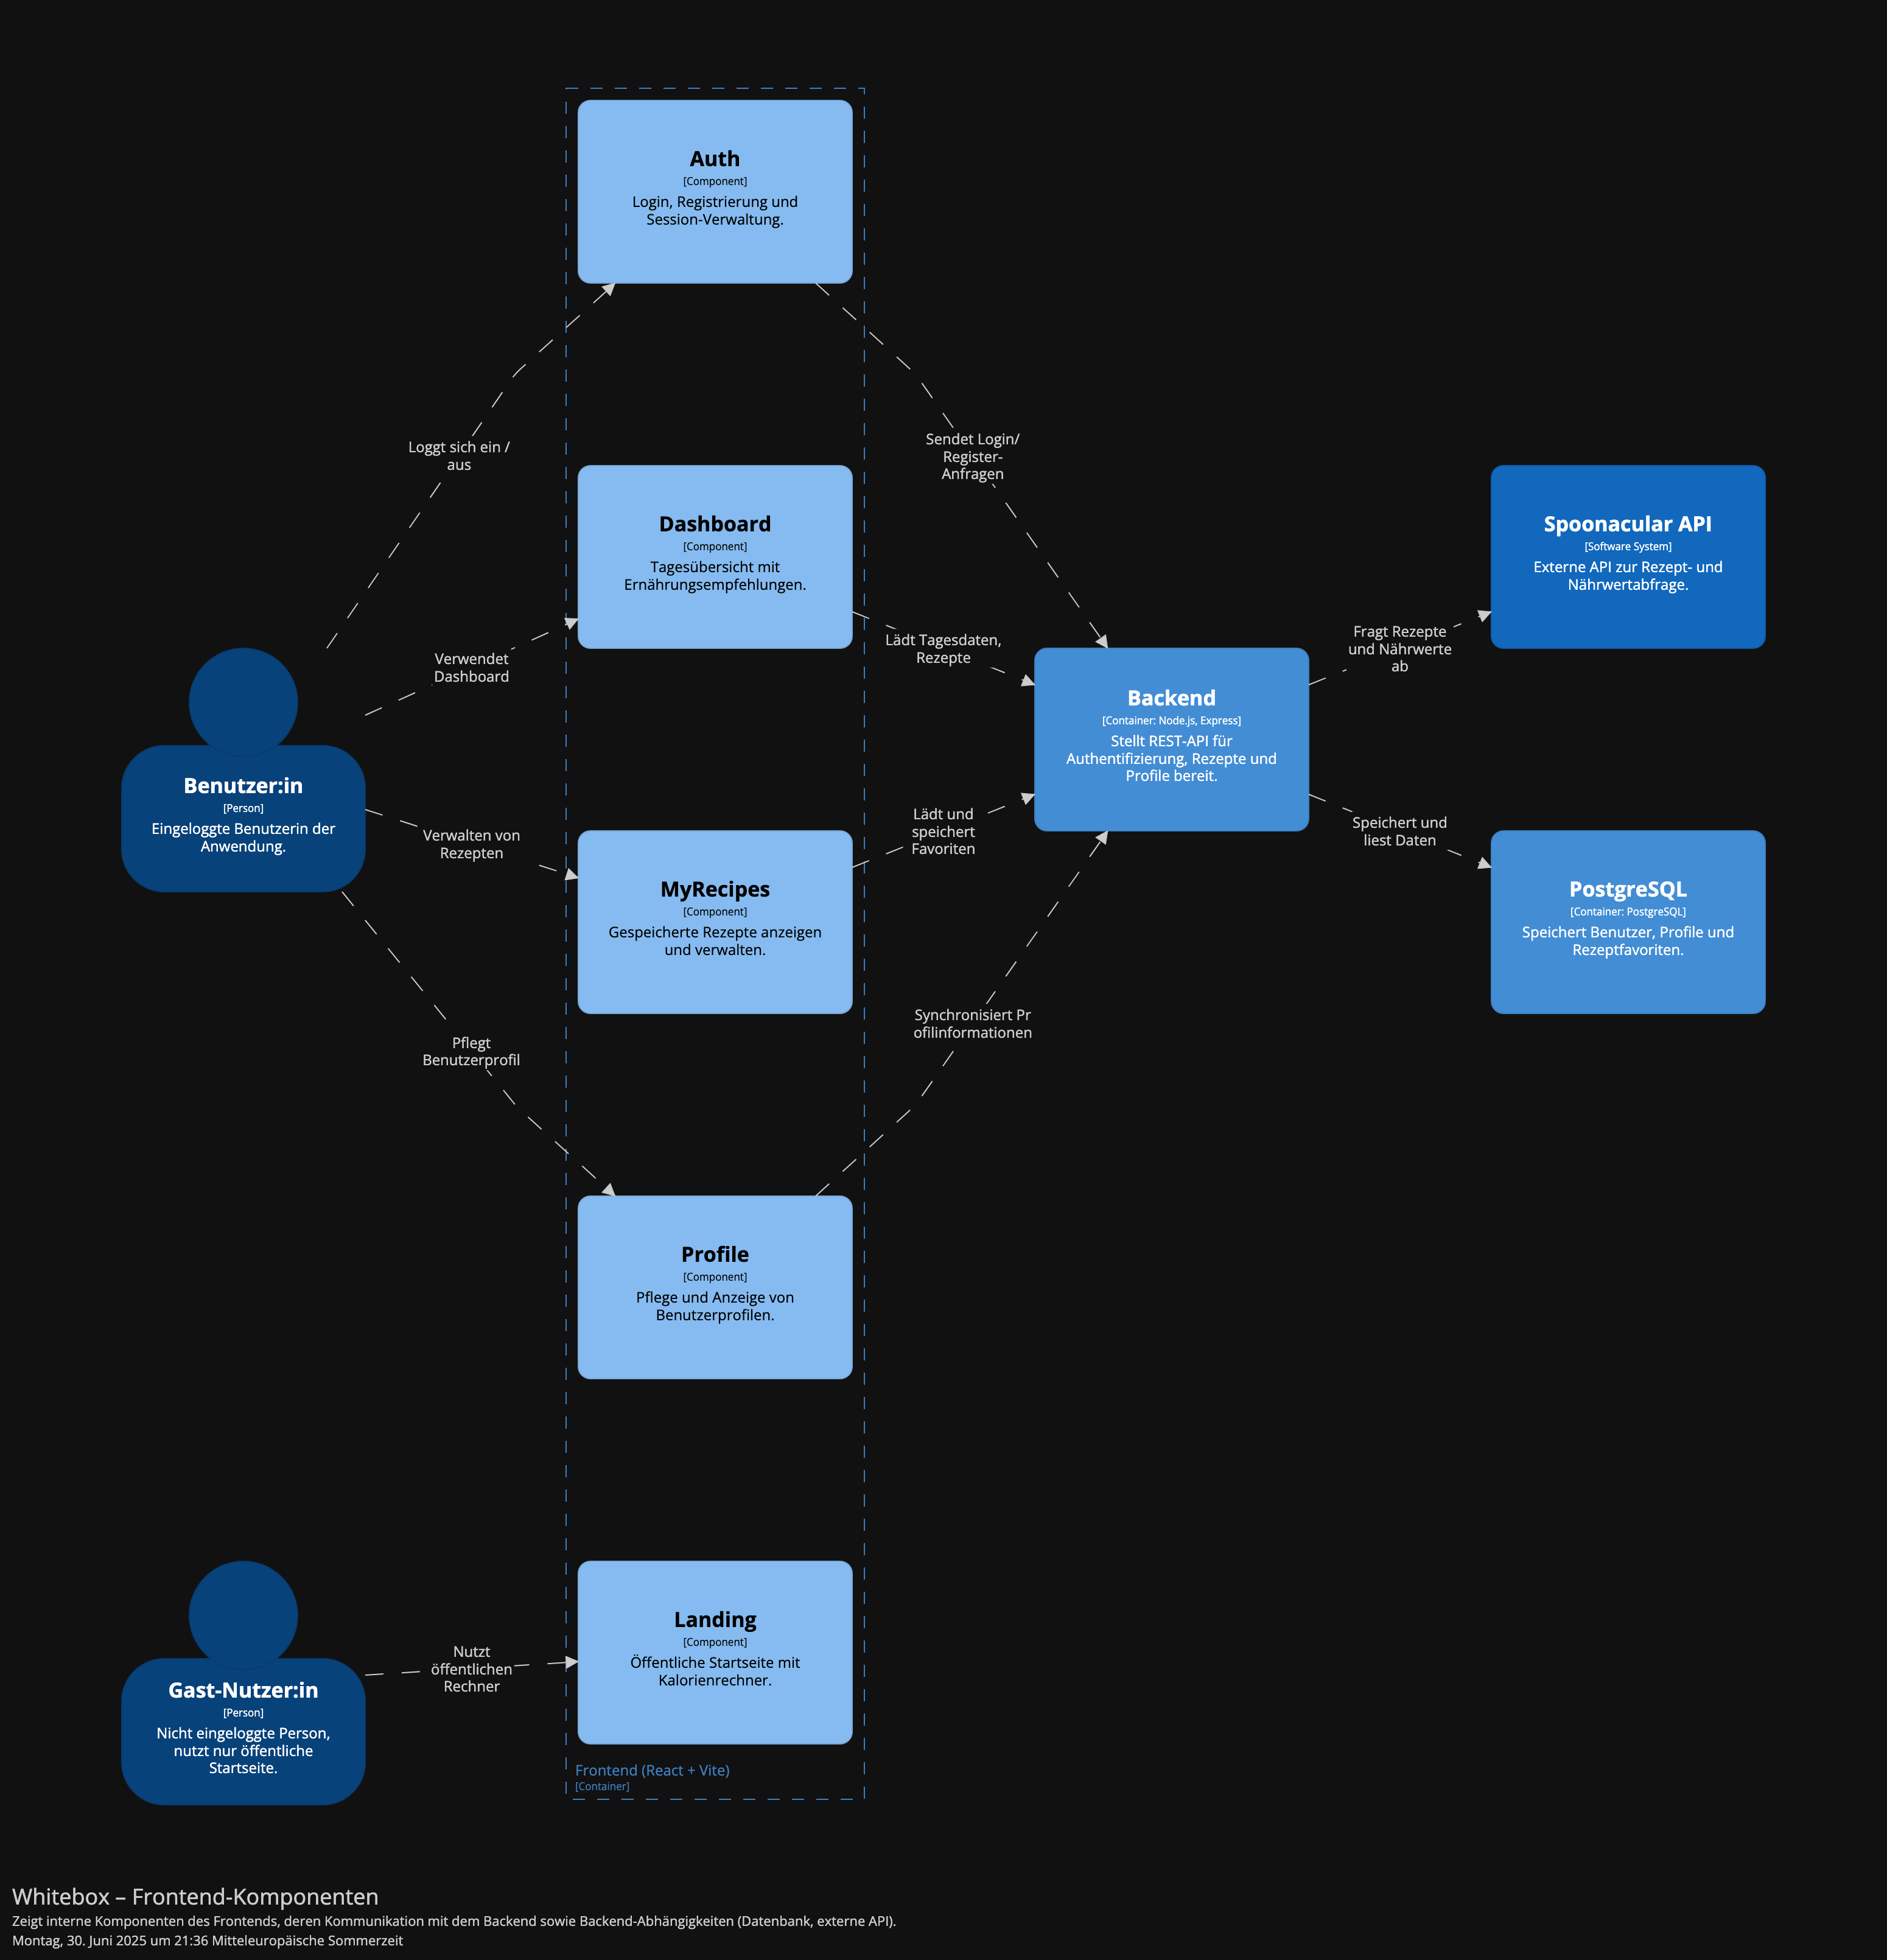 Auth
[Component]
Login, Registrierung und
Session-Verwaltung.
Loggt sich ein /
aus
Sendet Login/
Register-
Anfragen
Dashboard
[Component]
Tagesübersicht mit
Ernährungsempfehlungen.
Spoonacular API
[Software System]
Externe API zur Rezept- und
Nährwertabfrage.
Verwendet
Dashboard
Lädt Tagesdaten,
Rezepte
Fragt Rezepte
und Nährwerte
ab
Backend
[Container: Node.js, Express]
Stellt REST-API für
Authentifizierung, Rezepte und
Profile bereit.
Benutzer:in
[Person]
Eingeloggte Benutzerin der
Anwendung.
Verwalten von
Rezepten
Lädt und
speichert
Favoriten
Speichert und
liest Daten
MyRecipes
[Component]
Gespeicherte Rezepte anzeigen
und verwalten.
PostgreSQL
[Container: PostgreSQL]
Speichert Benutzer, Profile und
Rezeptfavoriten.
Pflegt
Benutzerprofil
Synchronisiert Pr
ofilinformationen
Profile
[Component]
Pflege und Anzeige von
Benutzerprofilen.
Landing
[Component]
Öffentliche Startseite mit
Kalorienrechner.
Nutzt
öffentlichen
Rechner
Gast-Nutzer:in
[Person]
Nicht eingeloggte Person,
nutzt nur öffentliche
Startseite.
Frontend (React + Vite)
[Container]
Whitebox – Frontend-Komponenten
Zeigt interne Komponenten des Frontends, deren Kommunikation mit dem Backend sowie Backend-Abhängigkeiten (Datenbank, externe API).
Montag, 30. Juni 2025 um 21:36 Mitteleuropäische Sommerzeit